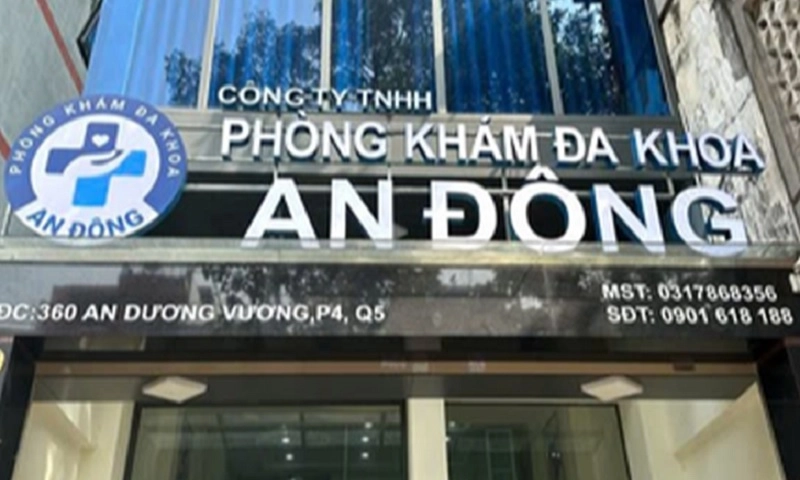 PHÒNG KHÁM ĐA KHOA
AN ĐÔNG
CÔNG TY TNHH
PHÒNG KHÁM ĐA KHOA
AN ĐÔNG
ĐC:360 AN DƯƠNG VƯƠNG,P4, Q5
MST: 0317868356
SĐT: 0901 618 188